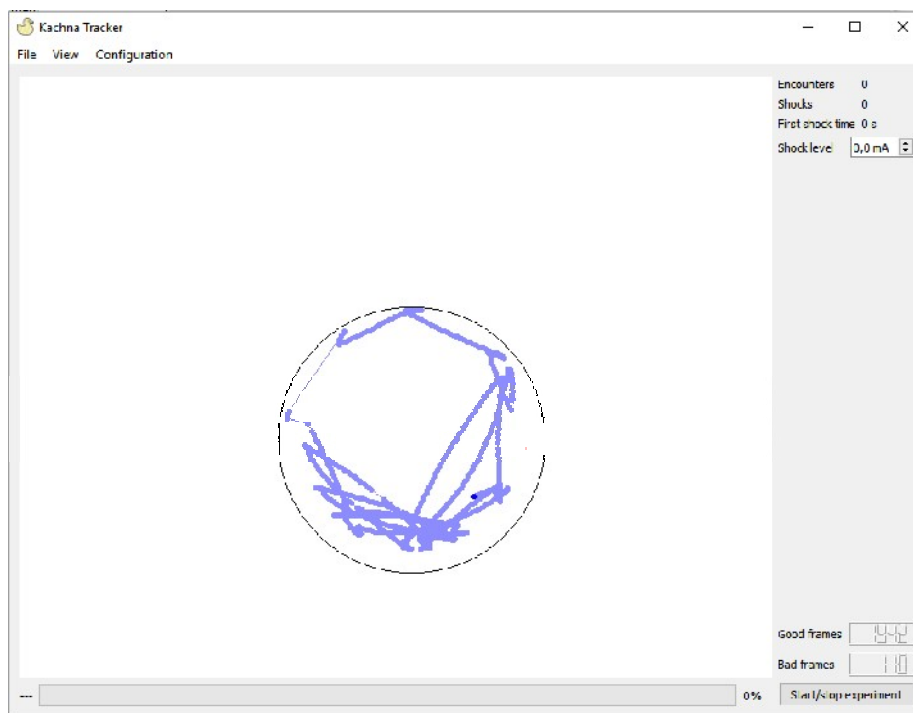 Kachna Tracker
File View Configuration
Encounters 0
Shocks 0
First shock time 0 s
Shock level 0,0 mA
Good frames
Bad frames 110
--- 0% Start/stop experiment